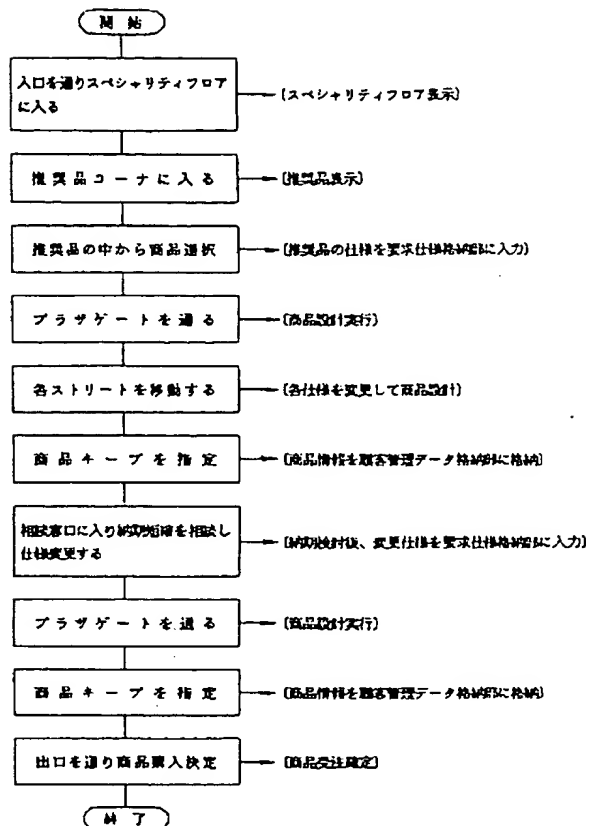 開始
入口を通りスペシャリティフロア
に入る
(スペシャリティフロア表示)
推奨品コーナに入る
(推奨品表示)
推奨品の中から商品選択
(推奨品の仕様を要求仕様格納部に入力)
プラザゲートを通る
(商品設計実行)
各ストリートを移動する
(各仕様を変更して商品設計)
商品キープを指定
(商品情報を顧客管理データ格納部に格納)
相談窓口に入り納期短縮を相談し
仕様変更する
(納期検討後、変更仕様を要求仕様格納部に入力)
プラザゲートを通る
(商品設計実行)
商品キープを指定
(商品情報を顧客管理データ格納部に格納)
出口を通り商品購入決定
(商品受注確定)
終了